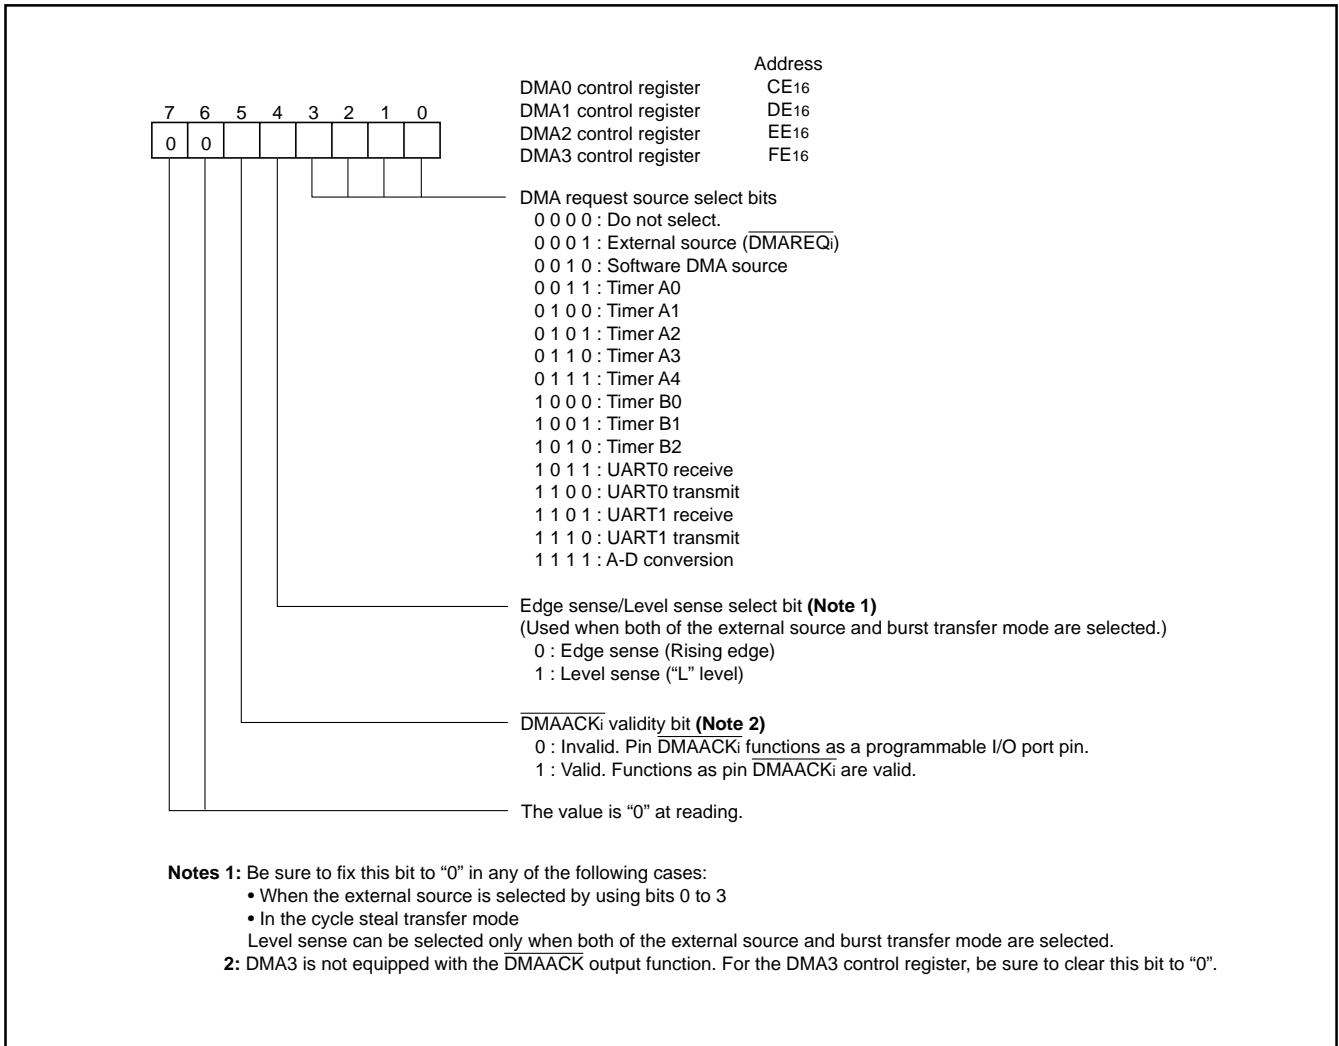 Address
DMA0 control register CE16
DMA1 control register DE16
DMA2 control register EE16
DMA3 control register FE16
7 6 5 4 3 2 1 0
0 0
DMA request source select bits
0 0 0 0 : Do not select.
0 0 0 1 : External source (DMAREQi)
0 0 1 0 : Software DMA source
0 0 1 1 : Timer A0
0 1 0 0 : Timer A1
0 1 0 1 : Timer A2
0 1 1 0 : Timer A3
0 1 1 1 : Timer A4
1 0 0 0 : Timer B0
1 0 0 1 : Timer B1
1 0 1 0 : Timer B2
1 0 1 1 : UART0 receive
1 1 0 0 : UART0 transmit
1 1 0 1 : UART1 receive
1 1 1 0 : UART1 transmit
1 1 1 1 : A-D conversion
Edge sense/Level sense select bit (Note 1)
(Used when both of the external source and burst transfer mode are selected.)
0 : Edge sense (Rising edge)
1 : Level sense (“L” level)
DMAACKi validity bit (Note 2)
0 : Invalid. Pin DMAACKi functions as a programmable I/O port pin.
1 : Valid. Functions as pin DMAACKi are valid.
The value is “0” at reading.
Notes 1: Be sure to fix this bit to “0” in any of the following cases:
• When the external source is selected by using bits 0 to 3
• In the cycle steal transfer mode
Level sense can be selected only when both of the external source and burst transfer mode are selected.
2: DMA3 is not equipped with the DMAACK output function. For the DMA3 control register, be sure to clear this bit to “0”.